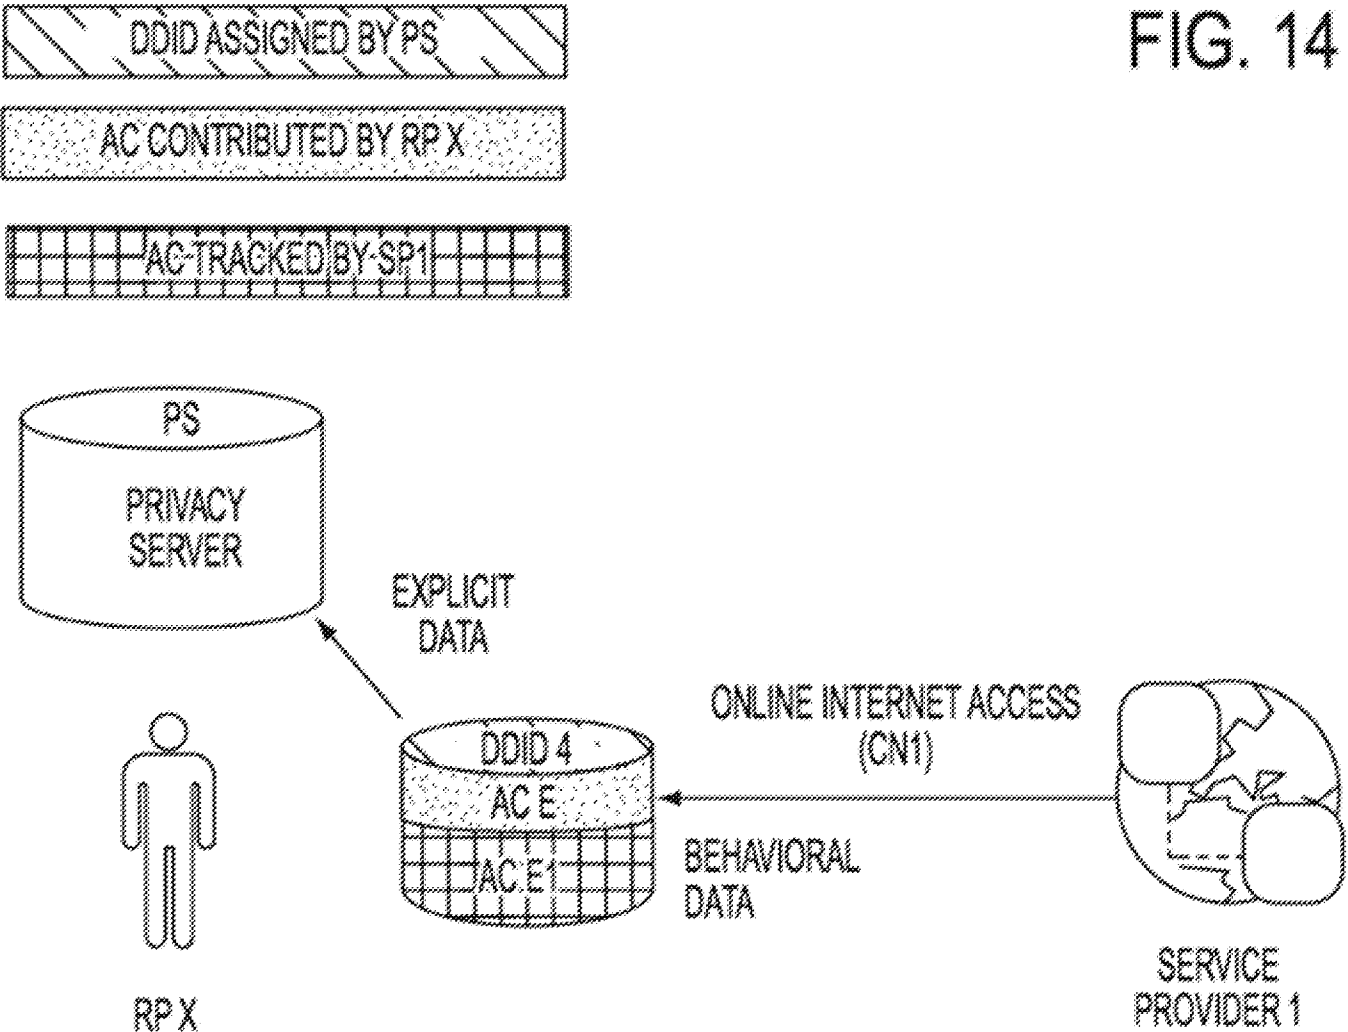 FIG. 14
DDID ASSIGNED BY PS
AC CONTRIBUTED BY RP X
AC TRACKED BY SP1
PS
PRIVACY
SERVER
EXPLICIT
DATA
ONLINE INTERNET ACCESS
(CN1)
DDID 4
AC E
AC E1
BEHAVIORAL
DATA
RP X
SERVICE
PROVIDER 1